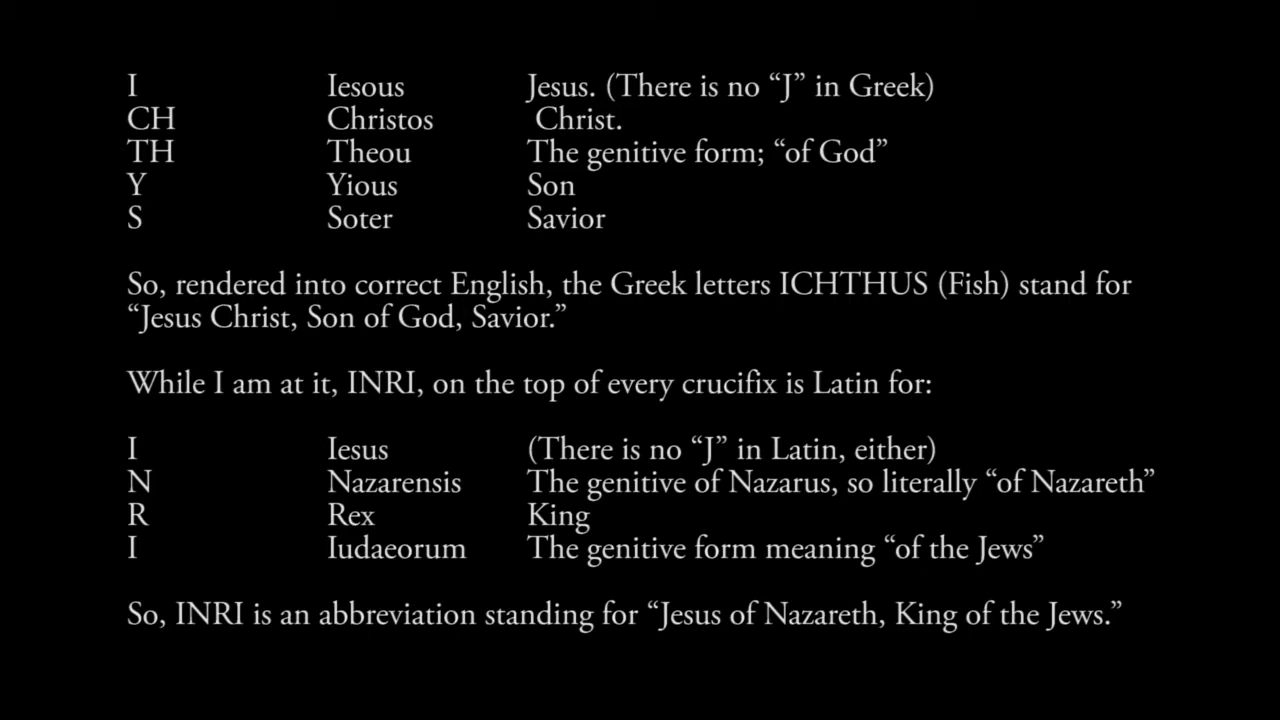 I Iesous Jesus. (There is no “J” in Greek)
CH Christos Christ.
TH Theou The genitive form; “of God”
Y Yious Son
S Soter Savior
So, rendered into correct English, the Greek letters ICHTHUS (Fish) stand for
“Jesus Christ, Son of God, Savior.”
While I am at it, INRI, on the top of every crucifix is Latin for:
I Iesus (There is no “J” in Latin, either)
N Nazarensis The genitive of Nazarus, so literally “of Nazareth”
R Rex King
I Iudaeorum The genitive form meaning “of the Jews”
So, INRI is an abbreviation standing for “Jesus of Nazareth, King of the Jews.”